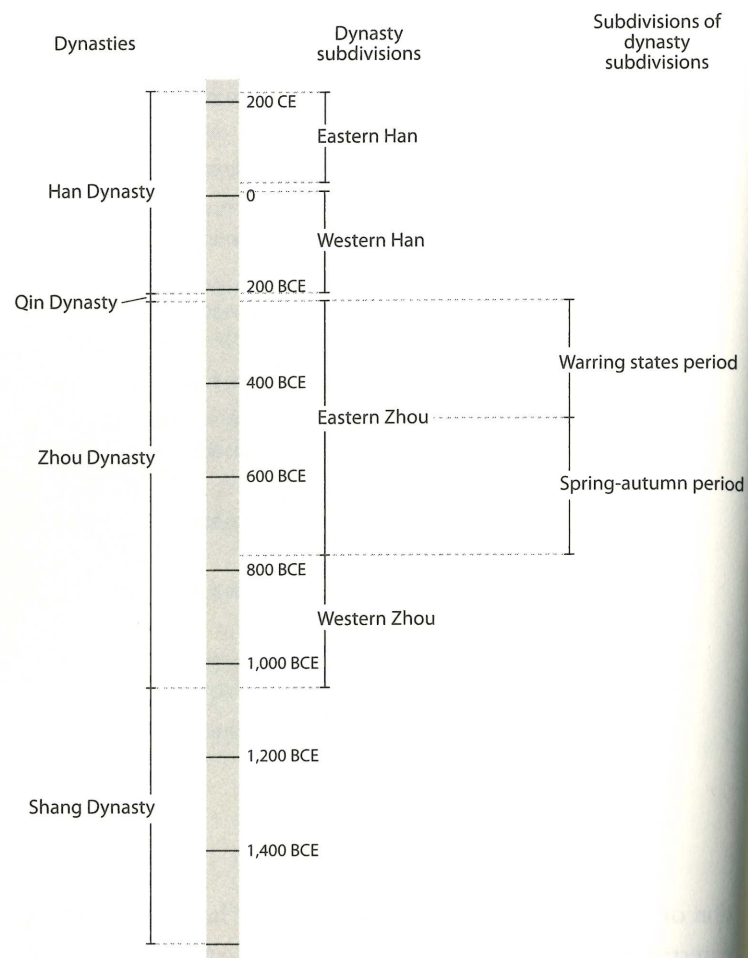 Dynasties
Dynasty
subdivisions
Subdivisions of
dynasty
subdivisions
200 CE
Eastern Han
Han Dynasty
0
Western Han
200 BCE
Qin Dynasty
Warring states period
400 BCE
Eastern Zhou
Zhou Dynasty
600 BCE
Spring-autumn period
800 BCE
Western Zhou
1,000 BCE
1,200 BCE
Shang Dynasty
1,400 BCE